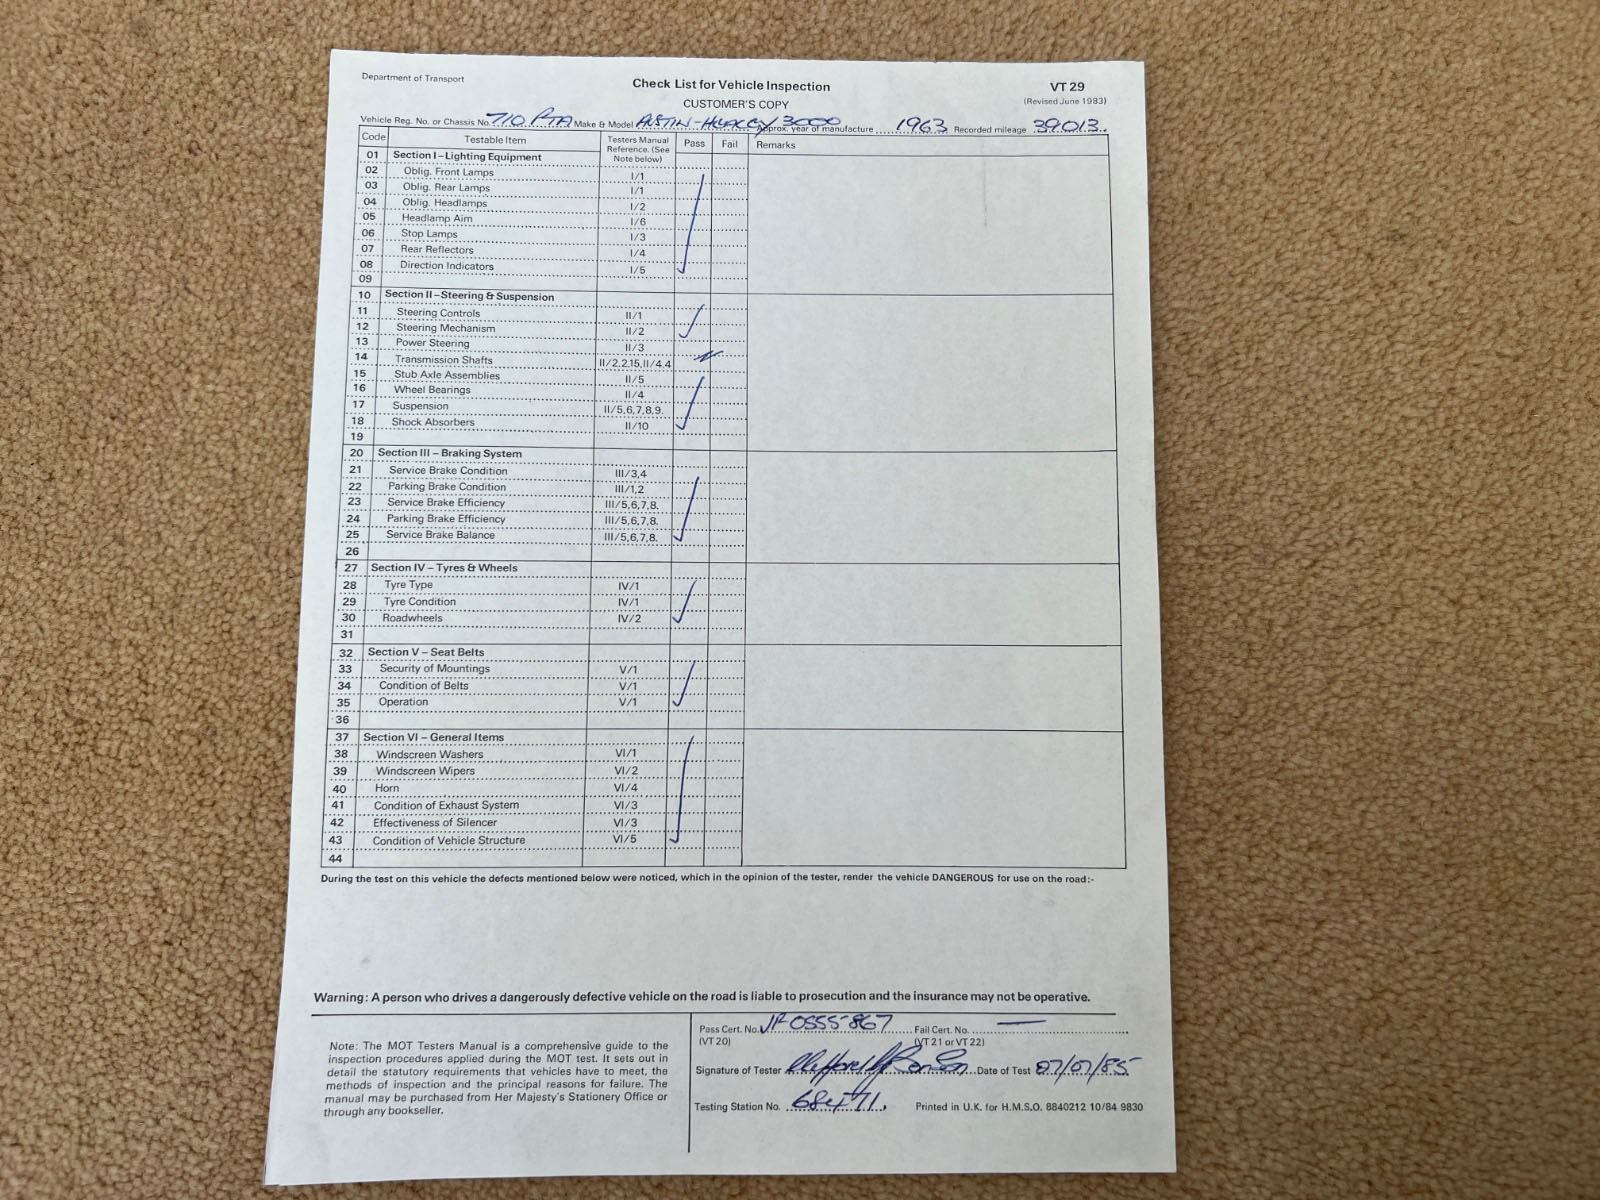 Department of Transport
Check List for Vehicle Inspection
VT 29
CUSTOMER'S COPY
(Revised June 1983)
Vehicle Reg. No. or Chassis No. 710 Make & Model AUSTIN-HEALEY 3000 Approx. year of manufacture 1963 Recorded mileage 39013.
Code Testable Item Testers Manual Reference. (See Note below) Pass Fail Remarks
01 Section I – Lighting Equipment
02 Oblig. Front Lamps I/1
03 Oblig. Rear Lamps I/1
04 Oblig. Headlamps I/2
05 Headlamp Aim I/6
06 Stop Lamps I/3
07 Rear Reflectors I/4
08 Direction Indicators I/5
09
10 Section II – Steering & Suspension
11 Steering Controls II/1
12 Steering Mechanism II/2
13 Power Steering II/3
14 Transmission Shafts II/2.2.15,II/4.4
15 Stub Axle Assemblies II/5
16 Wheel Bearings II/4
17 Suspension II/5,6,7,8,9.
18 Shock Absorbers II/10
19
20 Section III – Braking System
21 Service Brake Condition III/3,4
22 Parking Brake Condition III/1,2
23 Service Brake Efficiency III/5,6,7,8.
24 Parking Brake Efficiency III/5,6,7,8.
25 Service Brake Balance III/5,6,7,8.
26
27 Section IV – Tyres & Wheels
28 Tyre Type IV/1
29 Tyre Condition IV/1
30 Roadwheels IV/2
31
32 Section V – Seat Belts
33 Security of Mountings V/1
34 Condition of Belts V/1
35 Operation V/1
36
37 Section VI – General Items
38 Windscreen Washers VI/1
39 Windscreen Wipers VI/2
40 Horn VI/4
41 Condition of Exhaust System VI/3
42 Effectiveness of Silencer VI/3
43 Condition of Vehicle Structure VI/5
44
During the test on this vehicle the defects mentioned below were noticed, which in the opinion of the tester, render the vehicle DANGEROUS for use on the road:-
Warning: A person who drives a dangerously defective vehicle on the road is liable to prosecution and the insurance may not be operative.
Note: The MOT Testers Manual is a comprehensive guide to the
inspection procedures applied during the MOT test. It sets out in
detail the statutory requirements that vehicles have to meet, the
methods of inspection and the principal reasons for failure. The
manual may be purchased from Her Majesty's Stationery Office or
through any bookseller.
Pass Cert. No. 0555867 Fail Cert. No. —
(VT 20) (VT 21 or VT 22)
Signature of Tester Date of Test 07/07/85
Testing Station No. Printed in U.K. for H.M.S.O. 8840212 10/84 9830